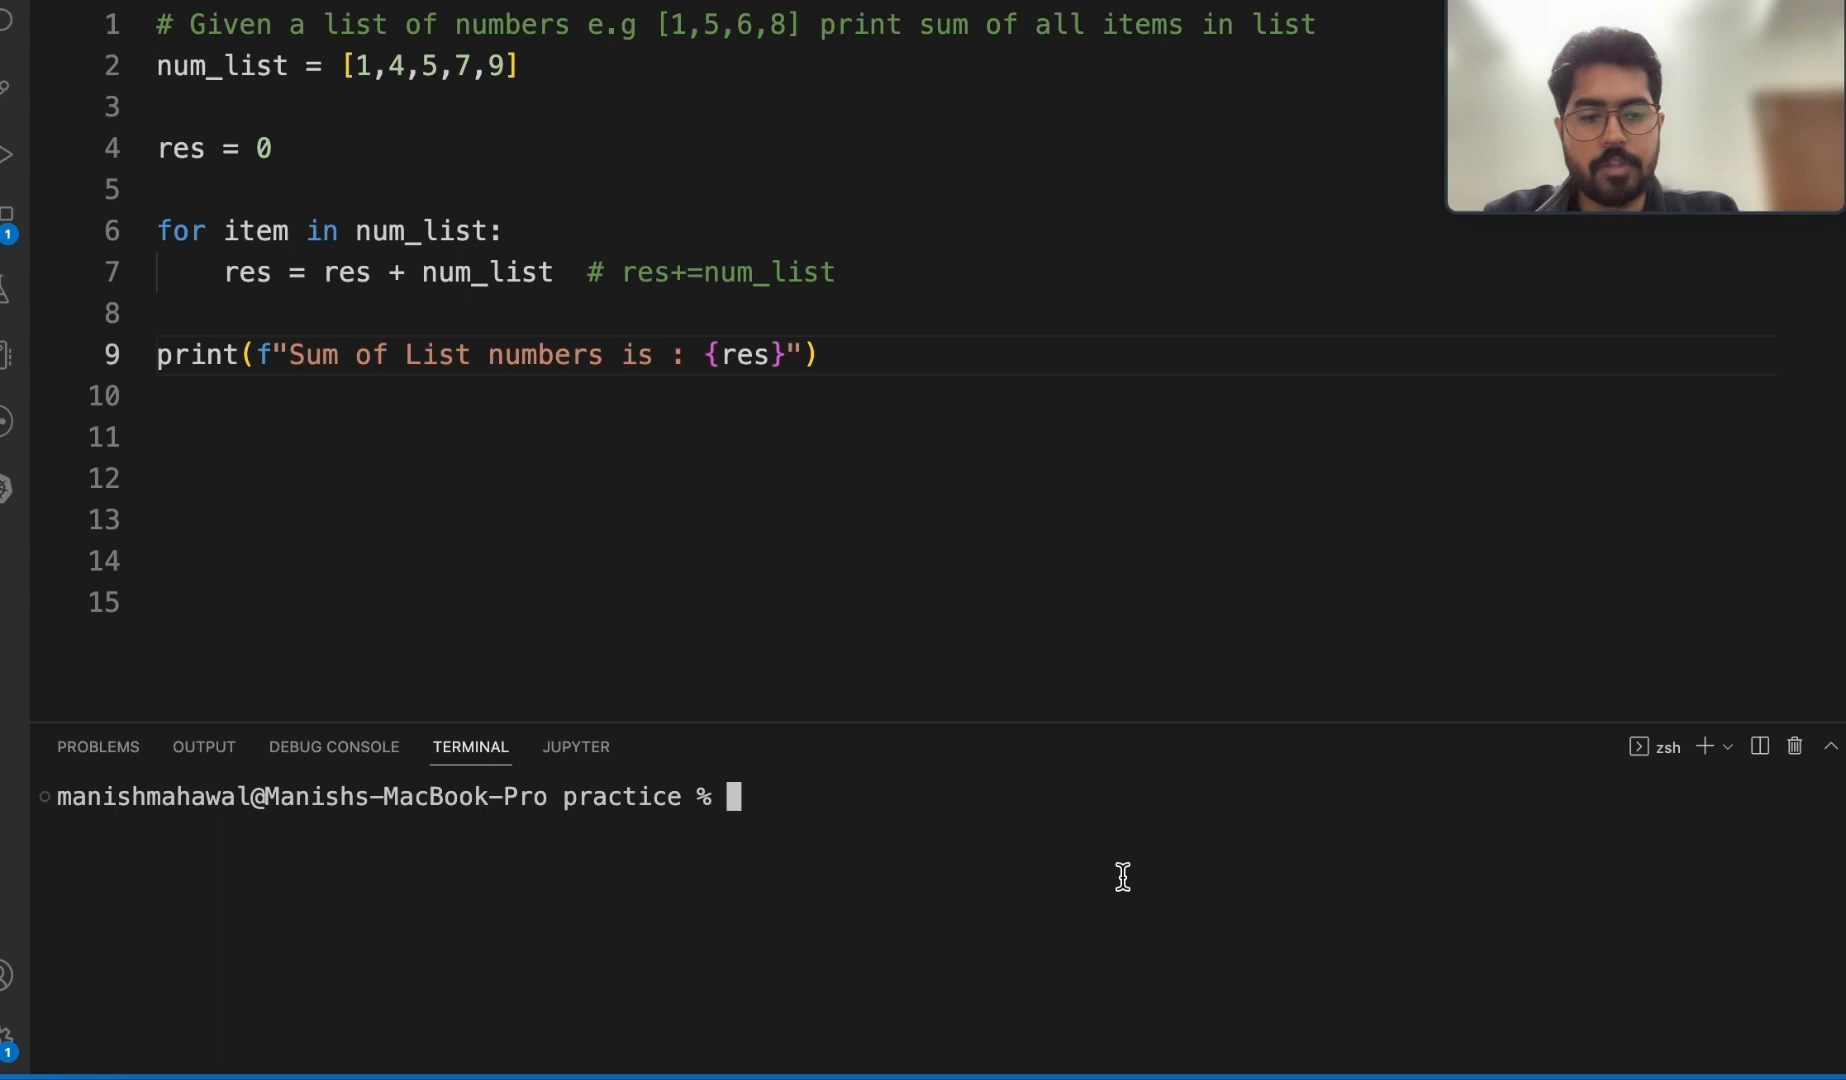 1 # Given a list of numbers e.g [1,5,6,8] print sum of all items in list
2 num_list = [1,4,5,7,9]
3
4 res = 0
5
6 for item in num_list:
7     res = res + num_list  # res+=num_list
8
9 print(f"Sum of List numbers is : {res}")
10
11
12
13
14
15
1
PROBLEMS OUTPUT DEBUG CONSOLE TERMINAL JUPYTER zsh
manishmahawal@Manishs-MacBook-Pro practice %
1